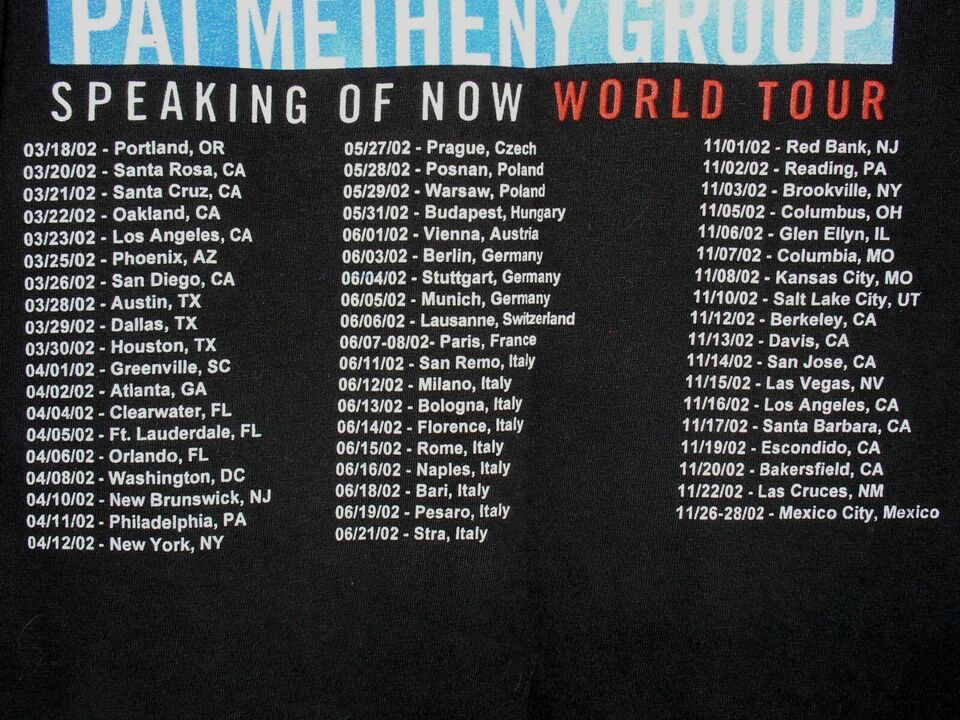 PAT METHENY GROUP
SPEAKING OF NOW WORLD TOUR
03/18/02 - Portland, OR
03/20/02 - Santa Rosa, CA
03/21/02 - Santa Cruz, CA
03/22/02 - Oakland, CA
03/23/02 - Los Angeles, CA
03/25/02 - Phoenix, AZ
03/26/02 - San Diego, CA
03/28/02 - Austin, TX
03/29/02 - Dallas, TX
03/30/02 - Houston, TX
04/01/02 - Greenville, SC
04/02/02 - Atlanta, GA
04/04/02 - Clearwater, FL
04/05/02 - Ft. Lauderdale, FL
04/06/02 - Orlando, FL
04/08/02 - Washington, DC
04/10/02 - New Brunswick, NJ
04/11/02 - Philadelphia, PA
04/12/02 - New York, NY
05/27/02 - Prague, Czech
05/28/02 - Posnan, Poland
05/29/02 - Warsaw, Poland
05/31/02 - Budapest, Hungary
06/01/02 - Vienna, Austria
06/03/02 - Berlin, Germany
06/04/02 - Stuttgart, Germany
06/05/02 - Munich, Germany
06/06/02 - Lausanne, Switzerland
06/07-08/02- Paris, France
06/11/02 - San Remo, Italy
06/12/02 - Milano, Italy
06/13/02 - Bologna, Italy
06/14/02 - Florence, Italy
06/15/02 - Rome, Italy
06/16/02 - Naples, Italy
06/18/02 - Bari, Italy
06/19/02 - Pesaro, Italy
06/21/02 - Stra, Italy
11/01/02 - Red Bank, NJ
11/02/02 - Reading, PA
11/03/02 - Brookville, NY
11/05/02 - Columbus, OH
11/06/02 - Glen Ellyn, IL
11/07/02 - Columbia, MO
11/08/02 - Kansas City, MO
11/10/02 - Salt Lake City, UT
11/12/02 - Berkeley, CA
11/13/02 - Davis, CA
11/14/02 - San Jose, CA
11/15/02 - Las Vegas, NV
11/16/02 - Los Angeles, CA
11/17/02 - Santa Barbara, CA
11/19/02 - Escondido, CA
11/20/02 - Bakersfield, CA
11/22/02 - Las Cruces, NM
11/26-28/02 - Mexico City, Mexico